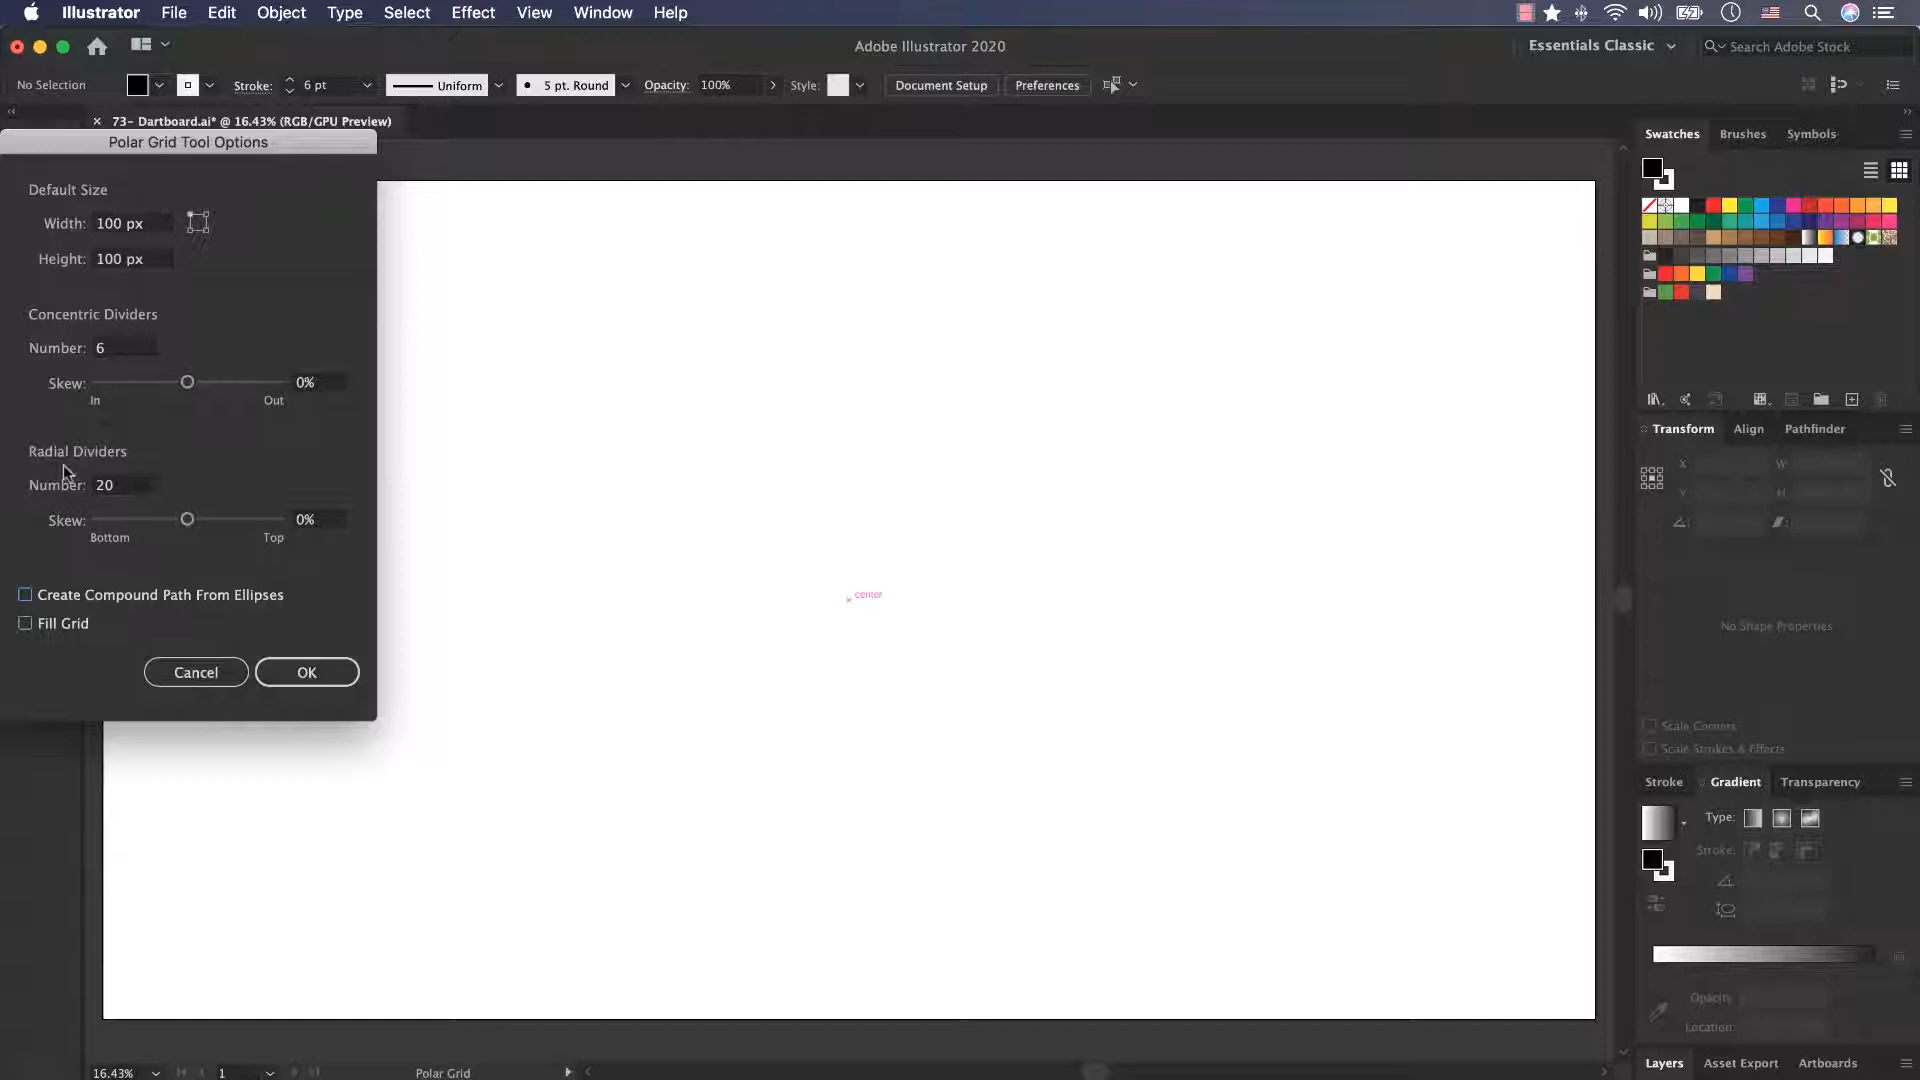 Illustrator File Edit Object Type Select Effect View Window Help
Adobe Illustrator 2020
Essentials Classic
Search Adobe Stock
No Selection
Stroke: 6 pt
Uniform
5 pt. Round
Opacity: 100%
Style:
Document Setup
Preferences
73- Dartboard.ai* @ 16.43% (RGB/GPU Preview)
Polar Grid Tool Options
Default Size
Width: 100 px
Height: 100 px
Concentric Dividers
Number: 6
Skew: 0%
In Out
Radial Dividers
Number: 20
Skew: 0%
Bottom Top
Create Compound Path From Ellipses
Fill Grid
Cancel OK
center
Swatches Brushes Symbols
Transform Align Pathfinder
X W
Y H
No Shape Properties
Scale Corners
Scale Strokes & Effects
Stroke Gradient Transparency
Type:
Stroke:
Opacity
Location:
Layers Asset Export Artboards
16.43% 1 Polar Grid